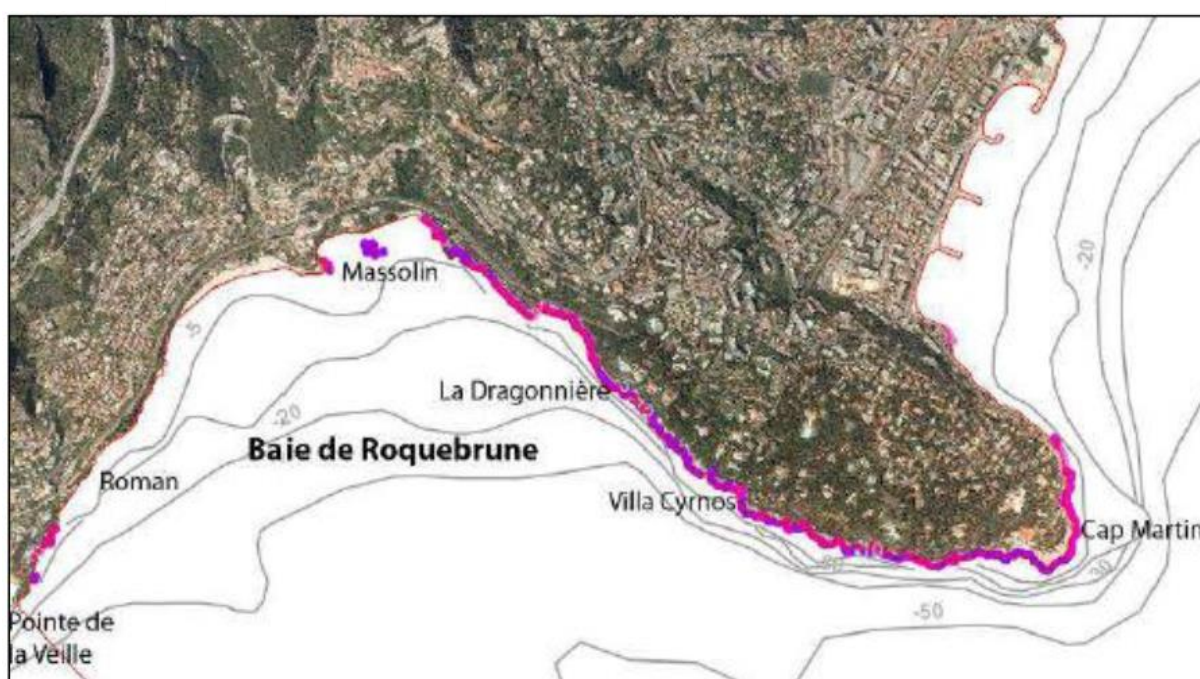 -20
Massolin
-5
La Dragonnière
-20
Baie de Roquebrune
Roman
Villa Cyrnos
Cap Martin
-50
Pointe de
la Veille